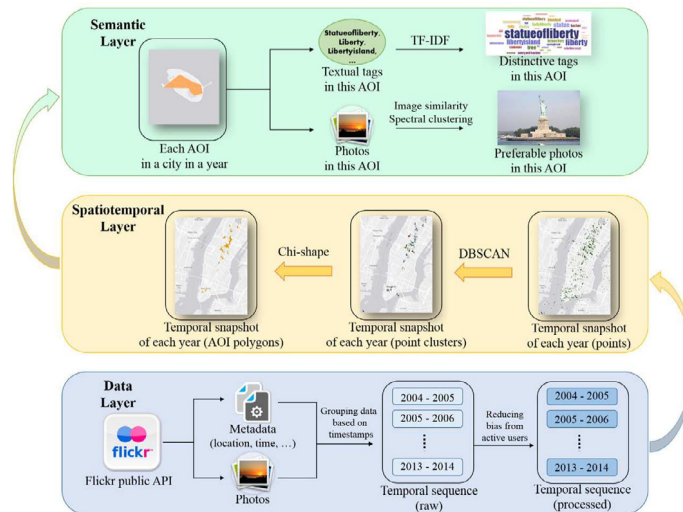 Semantic
Layer
Each AOI
in a city in a year
Statueofliberty,
Liberty,
Libertyisland,
...
Textual tags
in this AOI
TF-IDF
statueofliberty
liberty
libertyisland
Distinctive tags
in this AOI
Photos
in this AOI
Image similarity
Spectral clustering
Preferable photos
in this AOI
Spatiotemporal
Layer
Temporal snapshot
of each year (AOI polygons)
Chi-shape
Temporal snapshot
of each year (point clusters)
DBSCAN
Temporal snapshot
of each year (points)
Data
Layer
flickr
Flickr public API
Metadata
(location, time, …)
Photos
Grouping data
based on
timestamps
2004 - 2005
2005 - 2006
2013 - 2014
Temporal sequence
(raw)
Reducing
bias from
active users
2004 - 2005
2005 - 2006
2013 - 2014
Temporal sequence
(processed)